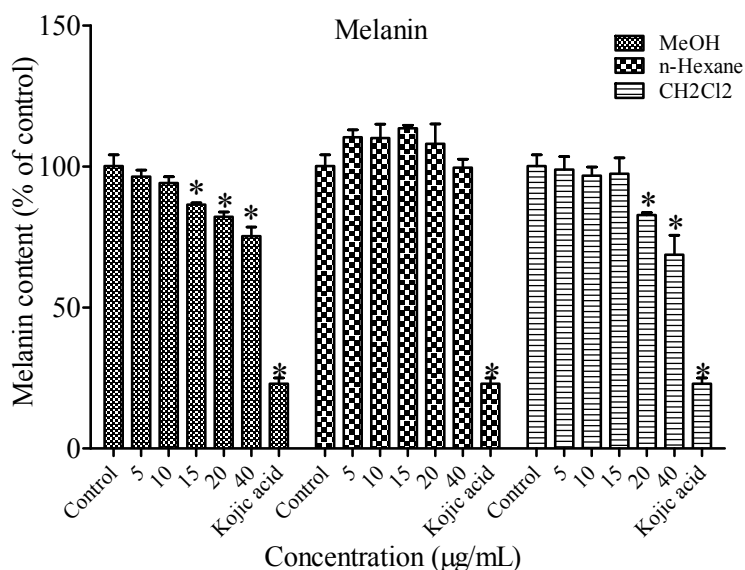 Melanin
MeOH
n-Hexane
CH2Cl2
Melanin content (% of control)
150
100
50
0
* * * *
*
* * *
Control 5 10 15 20 40 Kojic acid Control 5 10 15 20 40 Kojic acid Control 5 10 15 20 40 Kojic acid
Concentration (μg/mL)